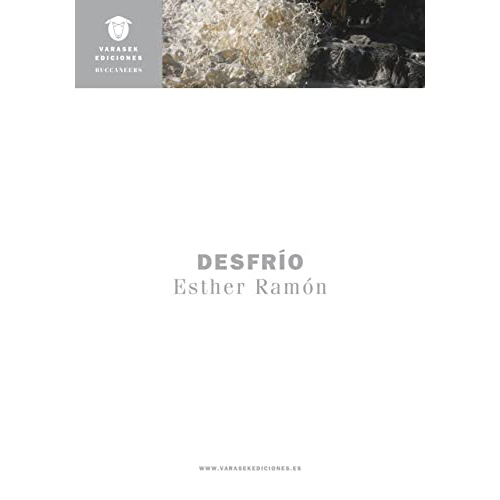 VARASEK
EDICIONES
BUCCANEERS
DESFRÍO
Esther Ramón
WWW.VARASEKEDICIONES.ES